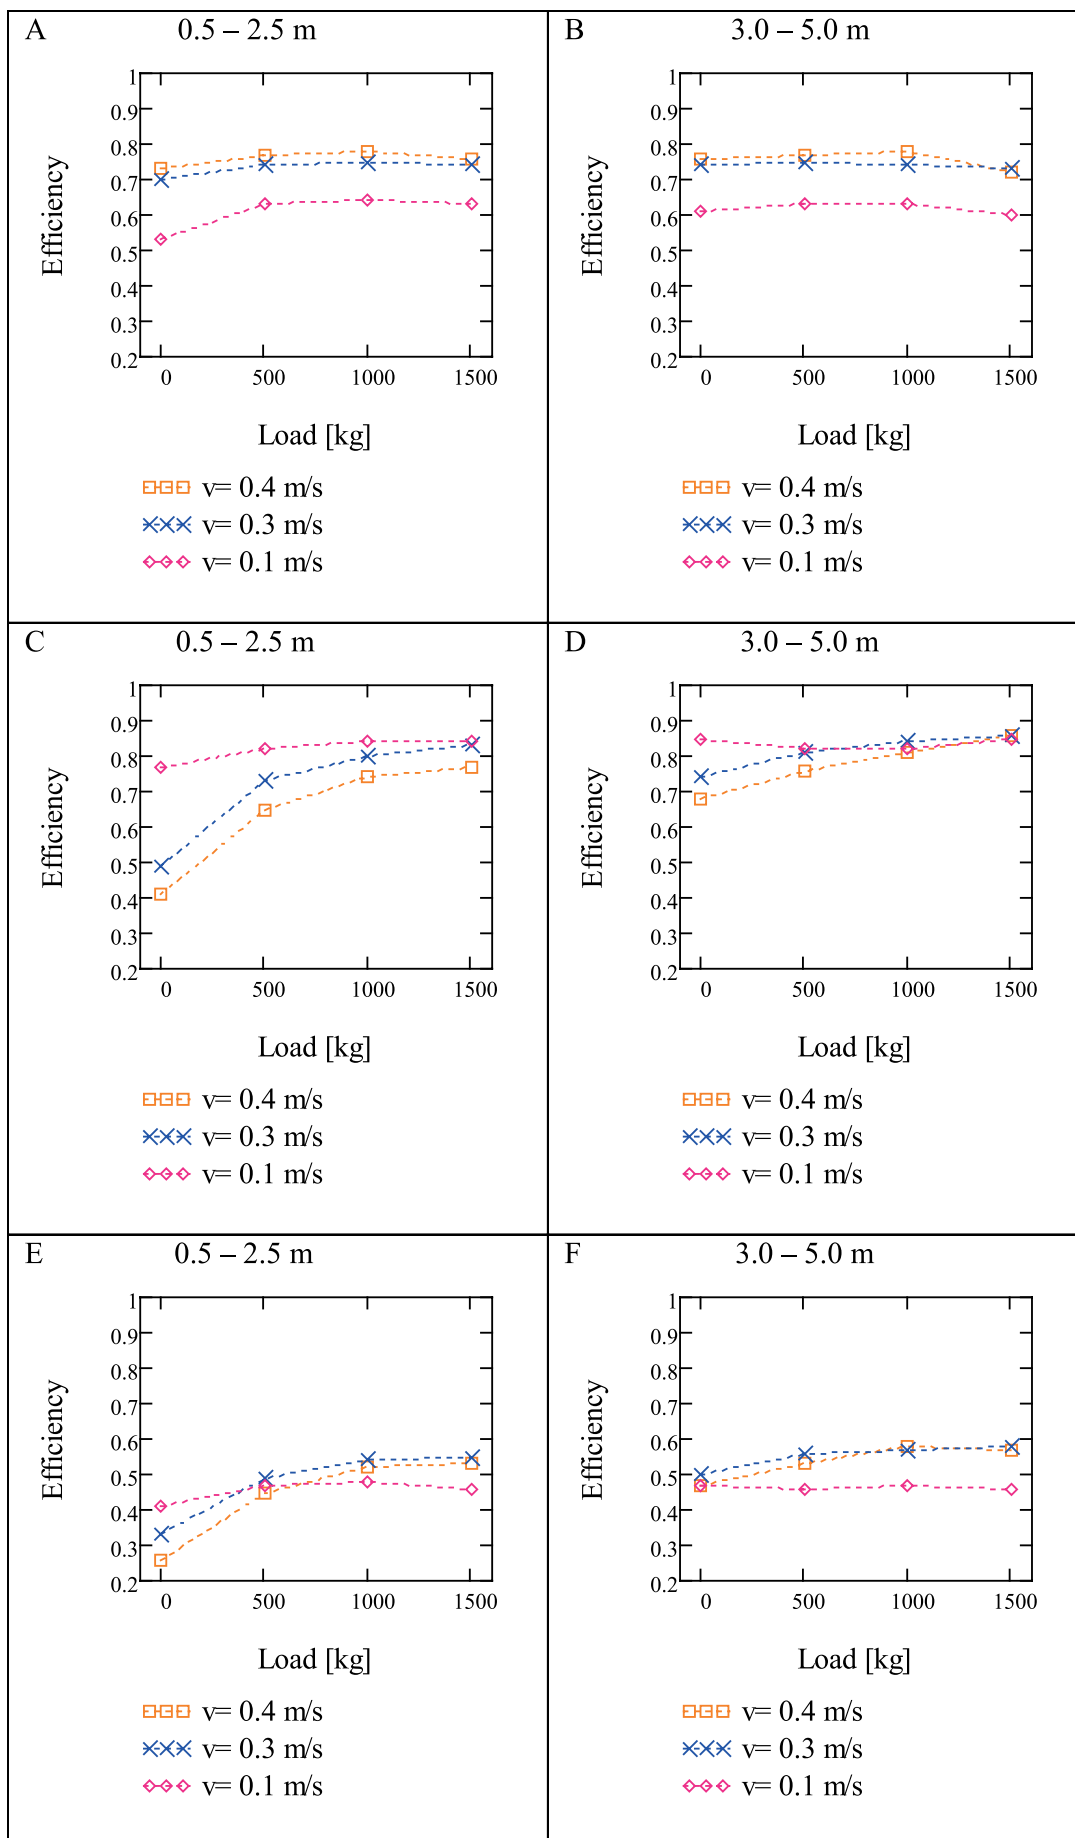 A 0.5 – 2.5 m
1
0.9
0.8
0.7
0.6
0.5
0.4
0.3
0.2
Efficiency
0 500 1000 1500
Load [kg]
v= 0.4 m/s
v= 0.3 m/s
v= 0.1 m/s
B 3.0 – 5.0 m
1
0.9
0.8
0.7
0.6
0.5
0.4
0.3
0.2
Efficiency
0 500 1000 1500
Load [kg]
v= 0.4 m/s
v= 0.3 m/s
v= 0.1 m/s
C 0.5 – 2.5 m
1
0.9
0.8
0.7
0.6
0.5
0.4
0.3
0.2
Efficiency
0 500 1000 1500
Load [kg]
v= 0.4 m/s
v= 0.3 m/s
v= 0.1 m/s
D 3.0 – 5.0 m
1
0.9
0.8
0.7
0.6
0.5
0.4
0.3
0.2
Efficiency
0 500 1000 1500
Load [kg]
v= 0.4 m/s
v= 0.3 m/s
v= 0.1 m/s
E 0.5 – 2.5 m
1
0.9
0.8
0.7
0.6
0.5
0.4
0.3
0.2
Efficiency
0 500 1000 1500
Load [kg]
v= 0.4 m/s
v= 0.3 m/s
v= 0.1 m/s
F 3.0 – 5.0 m
1
0.9
0.8
0.7
0.6
0.5
0.4
0.3
0.2
Efficiency
0 500 1000 1500
Load [kg]
v= 0.4 m/s
v= 0.3 m/s
v= 0.1 m/s